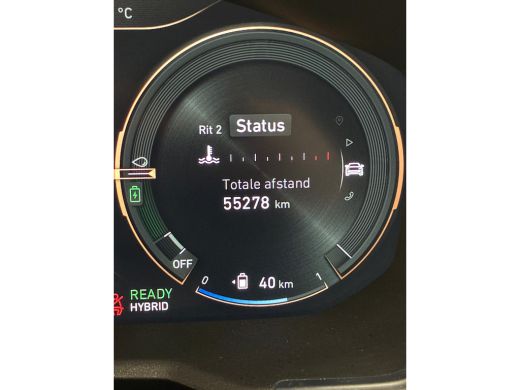 °C
Rit 2 Status
Totale afstand
55278 km
OFF
0 40 km 1
READY
HYBRID